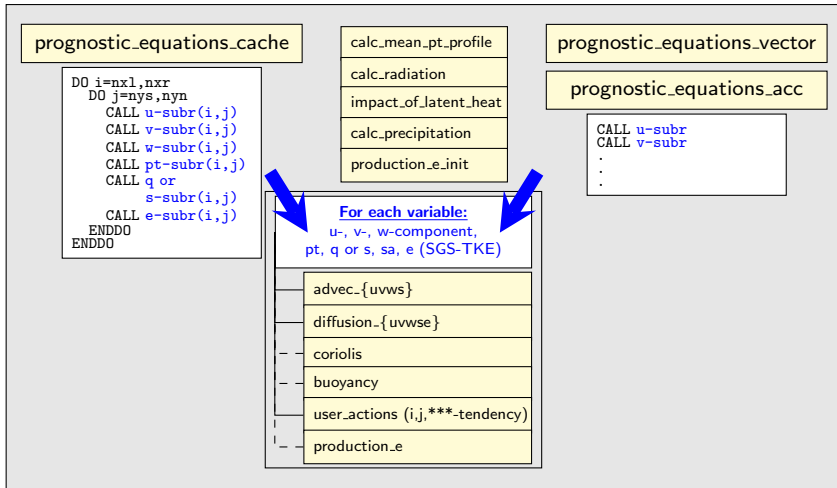 prognostic_equations_cache
DO i=nxl,nxr
DO j=nys,nyn
CALL u-subr(i,j)
CALL v-subr(i,j)
CALL w-subr(i,j)
CALL pt-subr(i,j)
CALL q or
s-subr(i,j)
CALL e-subr(i,j)
ENDDO
ENDDO
calc_mean_pt_profile
calc_radiation
impact_of_latent_heat
calc_precipitation
production_e_init
prognostic_equations_vector
prognostic_equations_acc
CALL u-subr
CALL v-subr
.
.
.
For each variable:
u-, v-, w-component,
pt, q or s, sa, e (SGS-TKE)
advec_{uvws}
diffusion_{uvwse}
coriolis
buoyancy
user_actions (i,j,***-tendency)
production_e